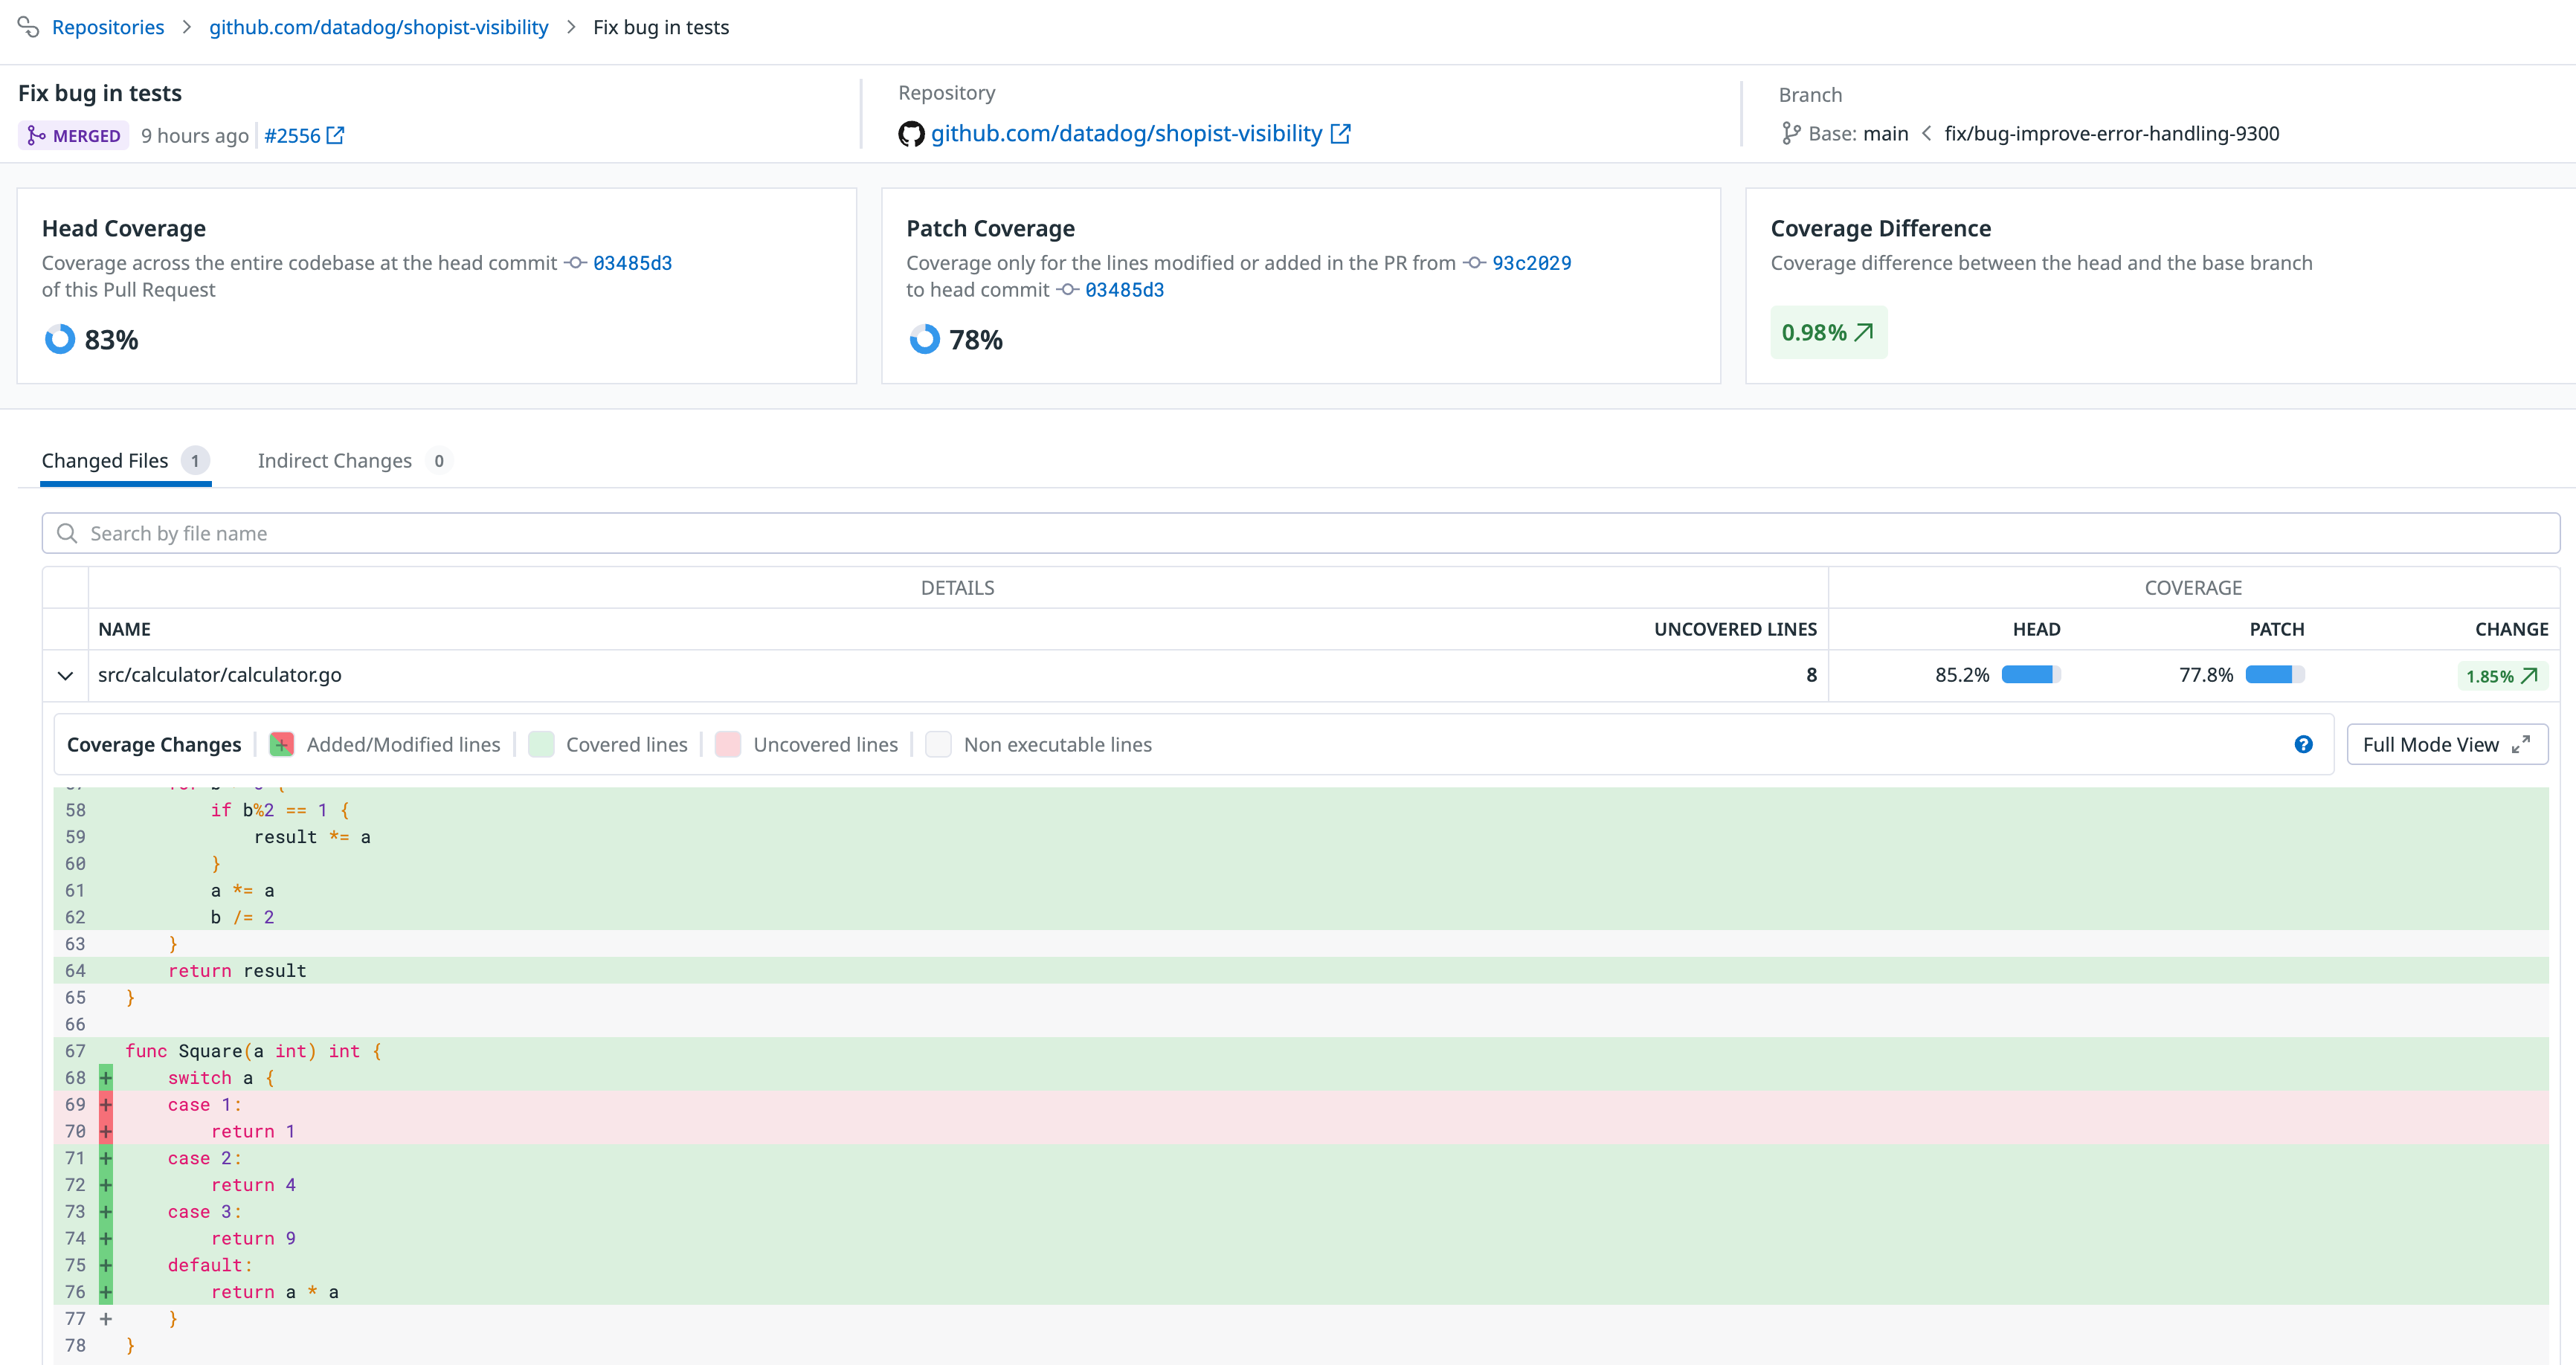 Repositories > github.com/datadog/shopist-visibility > Fix bug in tests
Fix bug in tests
MERGED 9 hours ago #2556
Repository
github.com/datadog/shopist-visibility
Branch
Base: main < fix/bug-improve-error-handling-9300
Head Coverage
Coverage across the entire codebase at the head commit 03485d3
of this Pull Request
83%
Patch Coverage
Coverage only for the lines modified or added in the PR from 93c2029
to head commit 03485d3
78%
Coverage Difference
Coverage difference between the head and the base branch
0.98%
Changed Files 1 Indirect Changes 0
Search by file name
DETAILS COVERAGE
NAME UNCOVERED LINES HEAD PATCH CHANGE
src/calculator/calculator.go 8 85.2% 77.8% 1.85%
Coverage Changes + Added/Modified lines Covered lines Uncovered lines Non executable lines ? Full Mode View
58 if b%2 == 1 {
59 result *= a
60 }
61 a *= a
62 b /= 2
63 }
64 return result
65 }
66
67 func Square(a int) int {
68 + switch a {
69 + case 1:
70 + return 1
71 + case 2:
72 + return 4
73 + case 3:
74 + return 9
75 + default:
76 + return a * a
77 + }
78 }